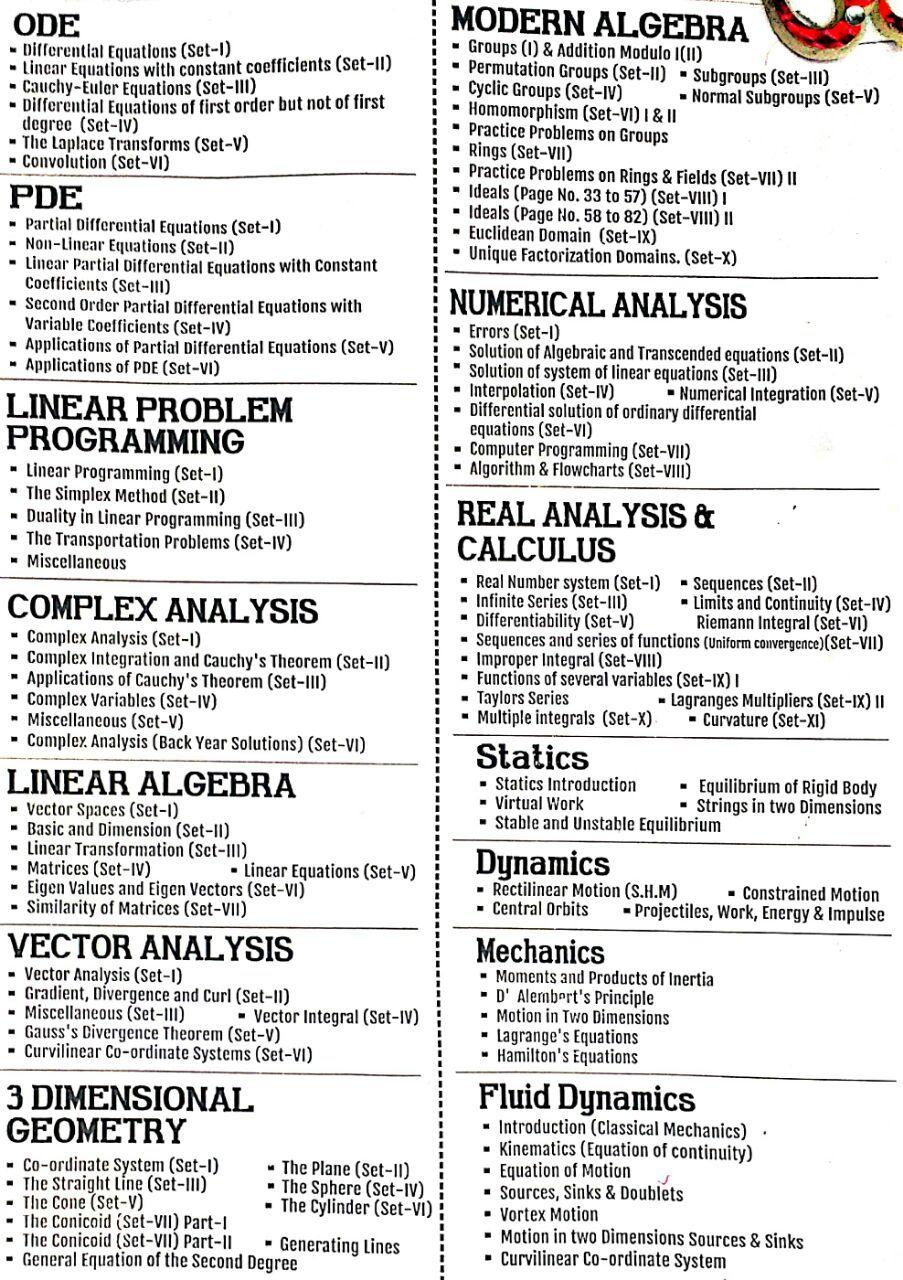 ODE
▪ Differential Equations (Set-I)
▪ Linear Equations with constant coefficients (Set-II)
▪ Cauchy-Euler Equations (Set-III)
▪ Differential Equations of first order but not of first
degree (Set-IV)
▪ The Laplace Transforms (Set-V)
▪ Convolution (Set-VI)
PDE
▪ Partial Differential Equations (Set-I)
▪ Non-Linear Equations (Set-II)
▪ Linear Partial Differential Equations with Constant
Coefficients (Set-III)
▪ Second Order Partial Differential Equations with
Variable Coefficients (Set-IV)
▪ Applications of Partial Differential Equations (Set-V)
▪ Applications of PDE (Set-VI)
LINEAR PROBLEM
PROGRAMMING
▪ Linear Programming (Set-I)
▪ The Simplex Method (Set-II)
▪ Duality in Linear Programming (Set-III)
▪ The Transportation Problems (Set-IV)
▪ Miscellaneous
COMPLEX ANALYSIS
▪ Complex Analysis (Set-I)
▪ Complex Integration and Cauchy's Theorem (Set-II)
▪ Applications of Cauchy's Theorem (Set-III)
▪ Complex Variables (Set-IV)
▪ Miscellaneous (Set-V)
▪ Complex Analysis (Back Year Solutions) (Set-VI)
LINEAR ALGEBRA
▪ Vector Spaces (Set-I)
▪ Basic and Dimension (Set-II)
▪ Linear Transformation (Set-III)
▪ Matrices (Set-IV) ▪ Linear Equations (Set-V)
▪ Eigen Values and Eigen Vectors (Set-VI)
▪ Similarity of Matrices (Set-VII)
VECTOR ANALYSIS
▪ Vector Analysis (Set-I)
▪ Gradient, Divergence and Curl (Set-II)
▪ Miscellaneous (Set-III) ▪ Vector Integral (Set-IV)
▪ Gauss's Divergence Theorem (Set-V)
▪ Curvilinear Co-ordinate Systems (Set-VI)
3 DIMENSIONAL
GEOMETRY
▪ Co-ordinate System (Set-I) ▪ The Plane (Set-II)
▪ The Straight Line (Set-III) ▪ The Sphere (Set-IV)
▪ The Cone (Set-V) ▪ The Cylinder (Set-VI)
▪ The Conicoid (Set-VII) Part-I
▪ The Conicoid (Set-VII) Part-II ▪ Generating Lines
▪ General Equation of the Second Degree
MODERN ALGEBRA
▪ Groups (I) & Addition Modulo I(II)
▪ Permutation Groups (Set-II) ▪ Subgroups (Set-III)
▪ Cyclic Groups (Set-IV) ▪ Normal Subgroups (Set-V)
▪ Homomorphism (Set-VI) I & II
▪ Practice Problems on Groups
▪ Rings (Set-VII)
▪ Practice Problems on Rings & Fields (Set-VII) II
▪ Ideals (Page No. 33 to 57) (Set-VIII) I
▪ Ideals (Page No. 58 to 82) (Set-VIII) II
▪ Euclidean Domain (Set-IX)
▪ Unique Factorization Domains. (Set-X)
NUMERICAL ANALYSIS
▪ Errors (Set-I)
▪ Solution of Algebraic and Transcended equations (Set-II)
▪ Solution of system of linear equations (Set-III)
▪ Interpolation (Set-IV) ▪ Numerical Integration (Set-V)
▪ Differential solution of ordinary differential
equations (Set-VI)
▪ Computer Programming (Set-VII)
▪ Algorithm & Flowcharts (Set-VIII)
REAL ANALYSIS &
CALCULUS
▪ Real Number system (Set-I) ▪ Sequences (Set-II)
▪ Infinite Series (Set-III) ▪ Limits and Continuity (Set-IV)
▪ Differentiability (Set-V) Riemann Integral (Set-VI)
▪ Sequences and series of functions (Uniform convergence)(Set-VII)
▪ Improper Integral (Set-VIII)
▪ Functions of several variables (Set-IX) I
▪ Taylors Series ▪ Lagranges Multipliers (Set-IX) II
▪ Multiple integrals (Set-X) ▪ Curvature (Set-XI)
Statics
▪ Statics Introduction ▪ Equilibrium of Rigid Body
▪ Virtual Work ▪ Strings in two Dimensions
▪ Stable and Unstable Equilibrium
Dynamics
▪ Rectilinear Motion (S.H.M) ▪ Constrained Motion
▪ Central Orbits ▪ Projectiles, Work, Energy & Impulse
Mechanics
▪ Moments and Products of Inertia
▪ D' Alembert's Principle
▪ Motion in Two Dimensions
▪ Lagrange's Equations
▪ Hamilton's Equations
Fluid Dynamics
▪ Introduction (Classical Mechanics)
▪ Kinematics (Equation of continuity)
▪ Equation of Motion
▪ Sources, Sinks & Doublets
▪ Vortex Motion
▪ Motion in two Dimensions Sources & Sinks
▪ Curvilinear Co-ordinate System